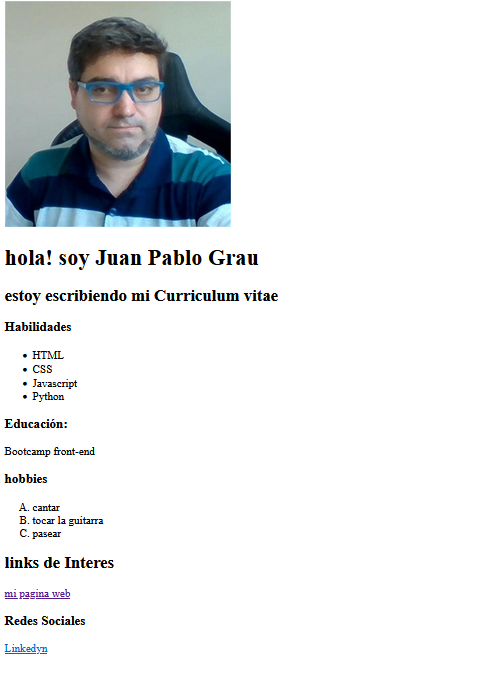 hola! soy Juan Pablo Grau
estoy escribiendo mi Curriculum vitae
Habilidades
• HTML
• CSS
• Javascript
• Python
Educación:
Bootcamp front-end
hobbies
A. cantar
B. tocar la guitarra
C. pasear
links de Interes
mi pagina web
Redes Sociales
Linkedyn